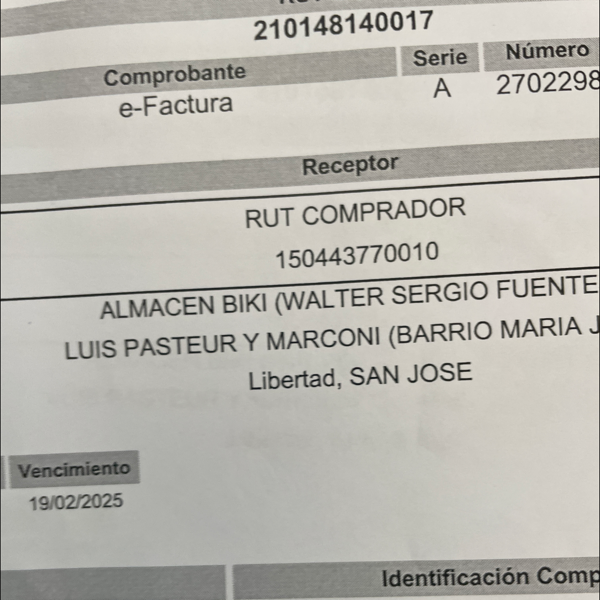 210148140017
Comprobante Serie Número
e-Factura A 2702298
Receptor
RUT COMPRADOR
150443770010
ALMACEN BIKI (WALTER SERGIO FUENTE
LUIS PASTEUR Y MARCONI (BARRIO MARIA J
Libertad, SAN JOSE
Vencimiento
19/02/2025
Identificación Comp